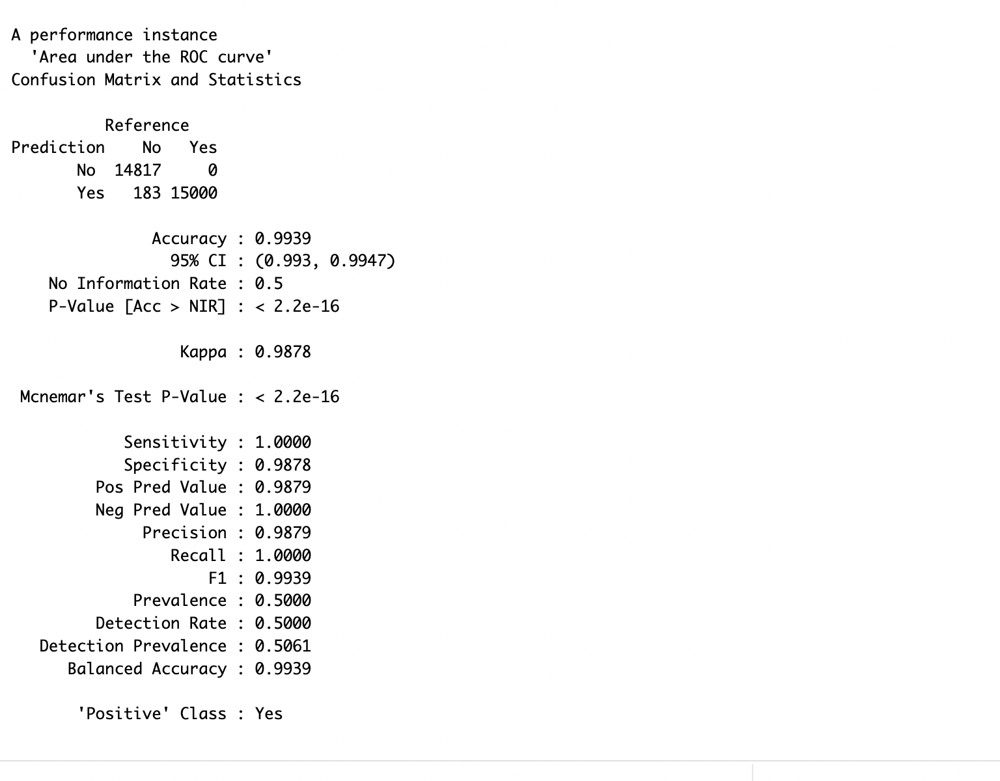 A performance instance
  'Area under the ROC curve'
Confusion Matrix and Statistics
          Reference
Prediction    No   Yes
       No  14817     0
       Yes   183 15000
               Accuracy : 0.9939
                 95% CI : (0.993, 0.9947)
    No Information Rate : 0.5
    P-Value [Acc > NIR] : < 2.2e-16
                  Kappa : 0.9878
 Mcnemar's Test P-Value : < 2.2e-16
            Sensitivity : 1.0000
            Specificity : 0.9878
         Pos Pred Value : 0.9879
         Neg Pred Value : 1.0000
              Precision : 0.9879
                 Recall : 1.0000
                     F1 : 0.9939
             Prevalence : 0.5000
         Detection Rate : 0.5000
   Detection Prevalence : 0.5061
      Balanced Accuracy : 0.9939
       'Positive' Class : Yes